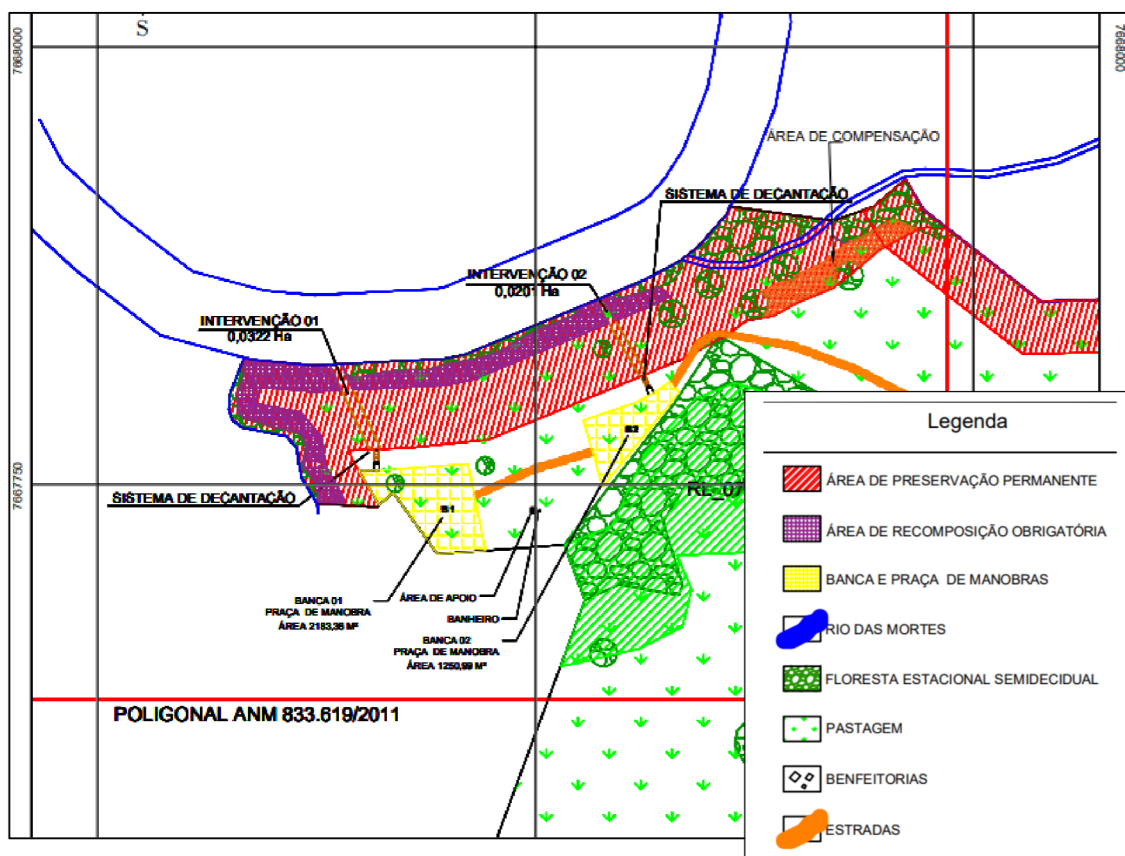 S
7668000
7668000
ÁREA DE COMPENSAÇÃO
SISTEMA DE DECANTAÇÃO
INTERVENÇÃO 02
0,0201 Ha
INTERVENÇÃO 01
0,0322 Ha
7667750
SISTEMA DE DECANTAÇÃO
B1
B2
RL_07
BANCA 01
PRAÇA DE MANOBRA
ÁREA 2183,36 M²
ÁREA DE APOIO
BANHEIRO
BANCA 02
PRAÇA DE MANOBRA
ÁREA 1250,99 M²
POLIGONAL ANM 833.619/2011
Legenda
ÁREA DE PRESERVAÇÃO PERMANENTE
ÁREA DE RECOMPOSIÇÃO OBRIGATÓRIA
BANCA E PRAÇA DE MANOBRAS
RIO DAS MORTES
FLORESTA ESTACIONAL SEMIDECIDUAL
PASTAGEM
BENFEITORIAS
ESTRADAS